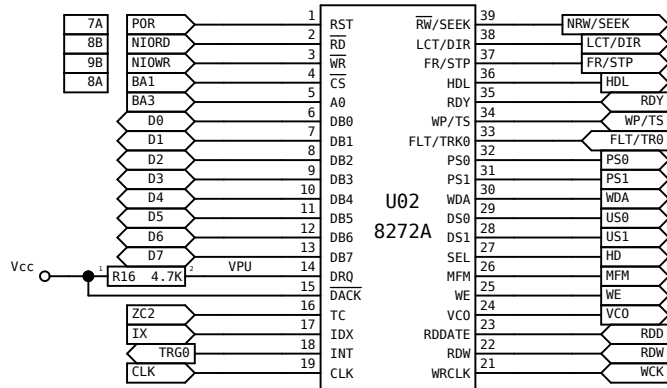 7A POR 1 RST RW/SEEK 39 NRW/SEEK
8B NIORD 2 RD LCT/DIR 38 LCT/DIR
9B NIOWR 3 WR FR/STP 37 FR/STP
8A BA1 4 CS HDL 36 HDL
BA3 5 A0 RDY 35 RDY
D0 6 DB0 WP/TS 34 WP/TS
D1 7 DB1 FLT/TRK0 33 FLT/TR0
D2 8 DB2 PS0 32 PS0
D3 9 DB3 PS1 31 PS1
D4 10 DB4 WDA 30 WDA
U02
D5 11 DB5 DS0 29 US0
D6 12 DB6 DS1 28 US1
8272A
D7 13 DB7 SEL 27 HD
Vcc 1 R16 4.7K 2 VPU 14 DRQ MFM 26 MFM
15 DACK WE 25 WE
ZC2 16 TC VCO 24 VCO
IX 17 IDX RDDATE 23 RDD
TRG0 18 INT RDW 22 RDW
CLK 19 CLK WRCLK 21 WCK